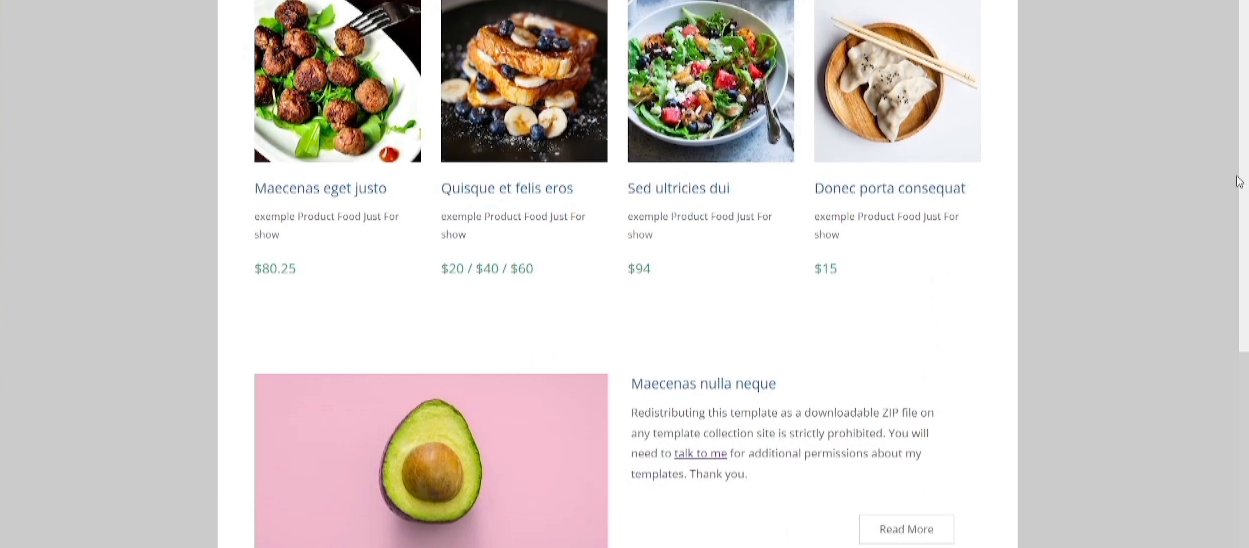 Maecenas eget justo
exemple Product Food Just For
show
$80.25
Quisque et felis eros
exemple Product Food Just For
show
$20 / $40 / $60
Sed ultricies dui
exemple Product Food Just For
show
$94
Donec porta consequat
exemple Product Food Just For
show
$15
Maecenas nulla neque
Redistributing this template as a downloadable ZIP file on
any template collection site is strictly prohibited. You will
need to talk to me for additional permissions about my
templates. Thank you.
Read More